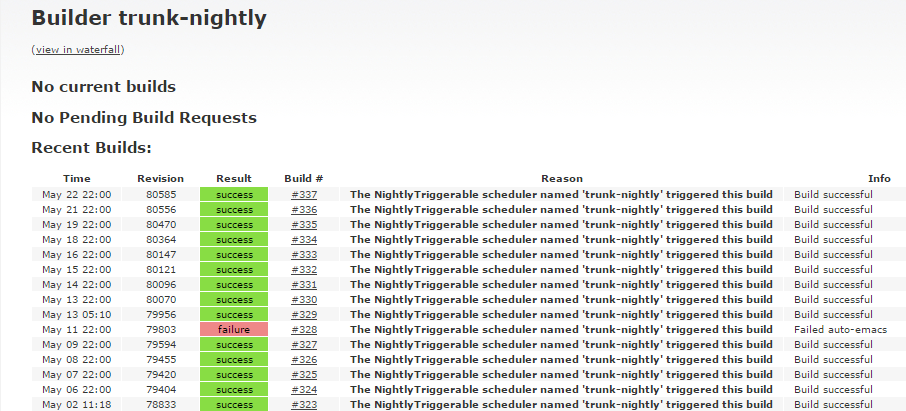 Builder trunk-nightly
(view in waterfall)
No current builds
No Pending Build Requests
Recent Builds:
Time Revision Result Build # Reason Info
May 22 22:00 80585 success #337 The NightlyTriggerable scheduler named 'trunk-nightly' triggered this build Build successful
May 21 22:00 80556 success #336 The NightlyTriggerable scheduler named 'trunk-nightly' triggered this build Build successful
May 19 22:00 80470 success #335 The NightlyTriggerable scheduler named 'trunk-nightly' triggered this build Build successful
May 18 22:00 80364 success #334 The NightlyTriggerable scheduler named 'trunk-nightly' triggered this build Build successful
May 16 22:00 80147 success #333 The NightlyTriggerable scheduler named 'trunk-nightly' triggered this build Build successful
May 15 22:00 80121 success #332 The NightlyTriggerable scheduler named 'trunk-nightly' triggered this build Build successful
May 14 22:00 80096 success #331 The NightlyTriggerable scheduler named 'trunk-nightly' triggered this build Build successful
May 13 22:00 80070 success #330 The NightlyTriggerable scheduler named 'trunk-nightly' triggered this build Build successful
May 13 05:10 79956 success #329 The NightlyTriggerable scheduler named 'trunk-nightly' triggered this build Build successful
May 11 22:00 79803 failure #328 The NightlyTriggerable scheduler named 'trunk-nightly' triggered this build Failed auto-emacs
May 09 22:00 79594 success #327 The NightlyTriggerable scheduler named 'trunk-nightly' triggered this build Build successful
May 08 22:00 79455 success #326 The NightlyTriggerable scheduler named 'trunk-nightly' triggered this build Build successful
May 07 22:00 79420 success #325 The NightlyTriggerable scheduler named 'trunk-nightly' triggered this build Build successful
May 06 22:00 79404 success #324 The NightlyTriggerable scheduler named 'trunk-nightly' triggered this build Build successful
May 02 11:18 78833 success #323 The NightlyTriggerable scheduler named 'trunk-nightly' triggered this build Build successful